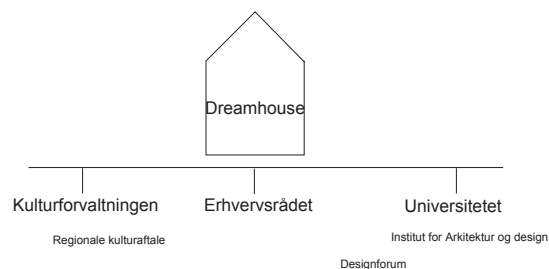 Dreamhouse
Kulturforvaltningen
Erhvervsrådet
Universitetet
Regionale kulturaftale
Institut for Arkitektur og design
Designforum